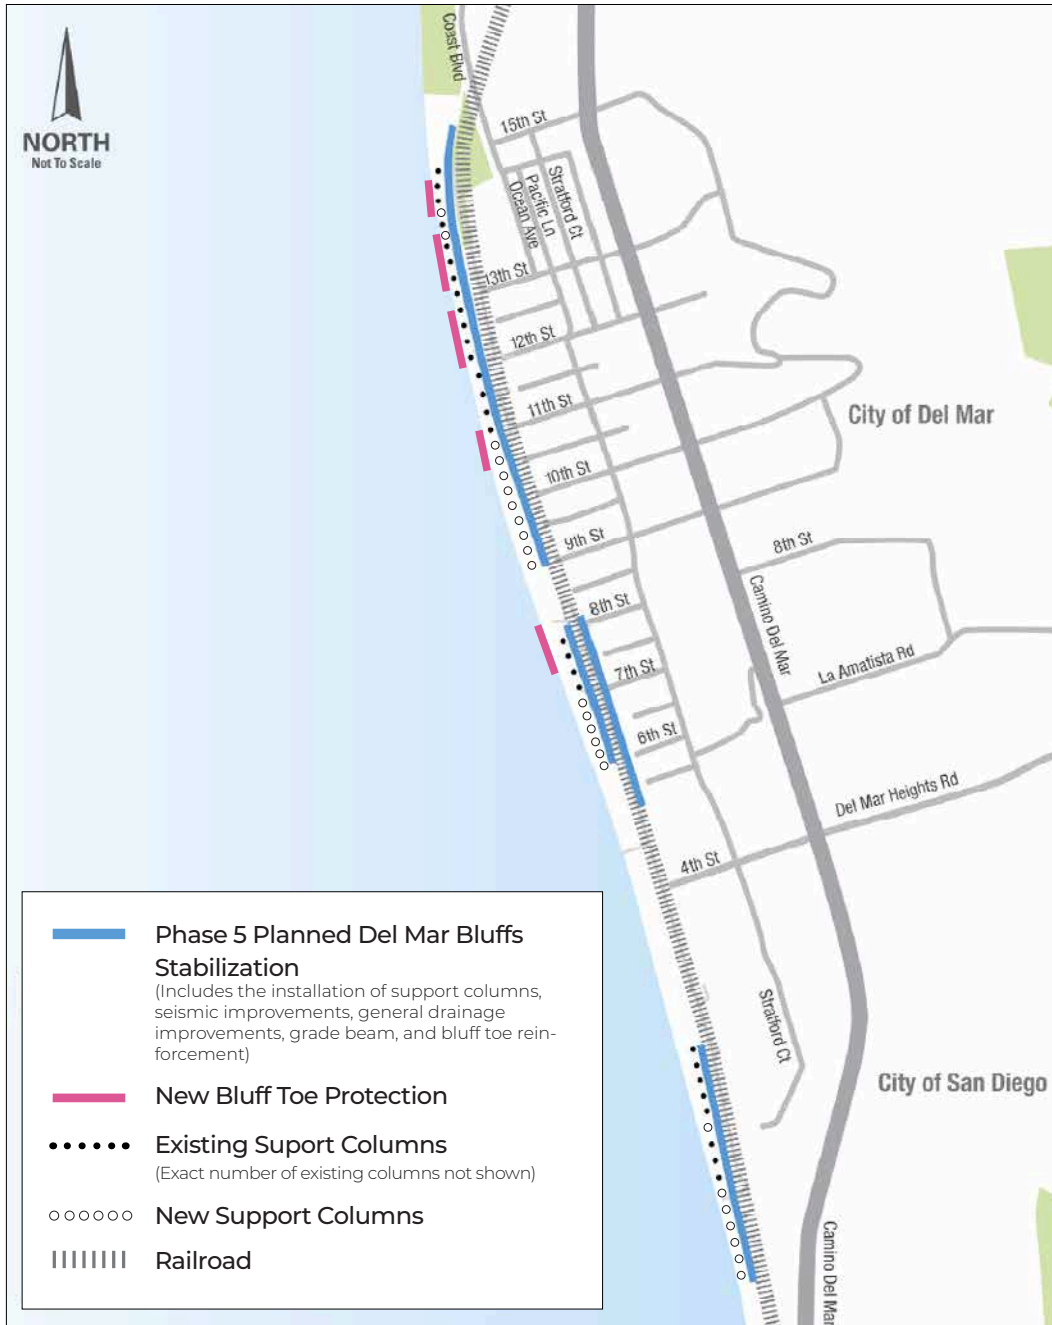 NORTH
Not To Scale
Coast Blvd
15th St
Stratford Ct
Pacific Ln
Ocean Ave
13th St
12th St
11th St
10th St
9th St
8th St
8th St
7th St
6th St
4th St
City of Del Mar
Camino Del Mar
La Amatista Rd
Del Mar Heights Rd
Stratford Ct
City of San Diego
Camino Del Mar
Phase 5 Planned Del Mar Bluffs
Stabilization
(Includes the installation of support columns,
seismic improvements, general drainage
improvements, grade beam, and bluff toe rein-
forcement)
New Bluff Toe Protection
Existing Suport Columns
(Exact number of existing columns not shown)
New Support Columns
Railroad